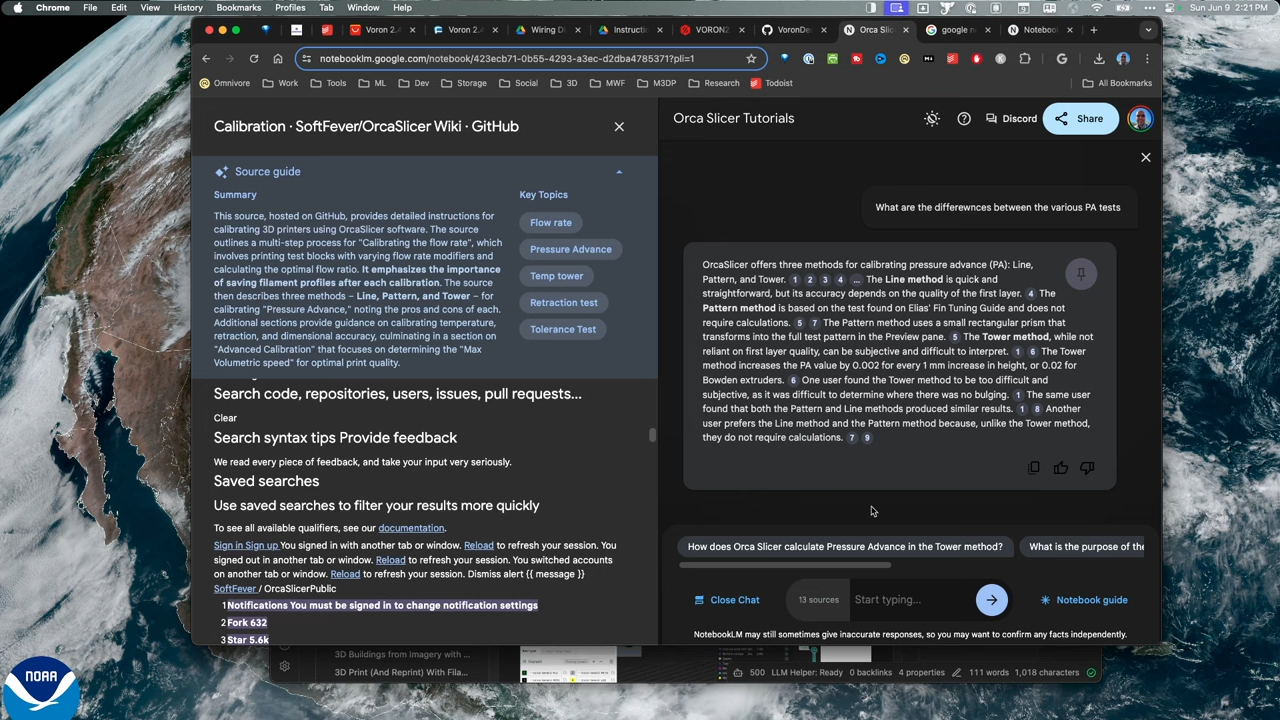 Chrome File Edit View History Bookmarks Profiles Tab Window Help Sun Jun 9 2:21 PM
Voron 2.4 Voron 2.4 Wiring Di Instructi VORON2 VoronDes Orca Slic google n Notebook
notebooklm.google.com/notebook/423ecb71-0b55-4293-a3ec-d2dba4785371?pli=1
Omnivore Work Tools ML Dev Storage Social 3D MWF M3DP Research Todoist All Bookmarks
Calibration · SoftFever/OrcaSlicer Wiki · GitHub
Source guide
Summary
This source, hosted on GitHub, provides detailed instructions for
calibrating 3D printers using OrcaSlicer software. The source
outlines a multi-step process for "Calibrating the flow rate", which
involves printing test blocks with varying flow rate modifiers and
calculating the optimal flow ratio. It emphasizes the importance
of saving filament profiles after each calibration. The source
then describes three methods – Line, Pattern, and Tower – for
calibrating "Pressure Advance," noting the pros and cons of each.
Additional sections provide guidance on calibrating temperature,
retraction, and dimensional accuracy, culminating in a section on
"Advanced Calibration" that focuses on determining the "Max
Volumetric speed" for optimal print quality.
Key Topics
Flow rate
Pressure Advance
Temp tower
Retraction test
Tolerance Test
Search code, repositories, users, issues, pull requests...
Clear
Search syntax tips Provide feedback
We read every piece of feedback, and take your input very seriously.
Saved searches
Use saved searches to filter your results more quickly
To see all available qualifiers, see our documentation.
Sign in Sign up You signed in with another tab or window. Reload to refresh your session. You
signed out in another tab or window. Reload to refresh your session. You switched accounts
on another tab or window. Reload to refresh your session. Dismiss alert {{ message }}
SoftFever / OrcaSlicerPublic
1 Notifications You must be signed in to change notification settings
2 Fork 632
3 Star 5.6k
Orca Slicer Tutorials
Discord
Share
What are the differewnces between the various PA tests
OrcaSlicer offers three methods for calibrating pressure advance (PA): Line,
Pattern, and Tower. 1 2 3 4 ... The Line method is quick and
straightforward, but its accuracy depends on the quality of the first layer. 4 The
Pattern method is based on the test found on Elias' Fin Tuning Guide and does not
require calculations. 5 7 The Pattern method uses a small rectangular prism that
transforms into the full test pattern in the Preview pane. 5 The Tower method, while not
reliant on first layer quality, can be subjective and difficult to interpret. 1 6 The Tower
method increases the PA value by 0.002 for every 1 mm increase in height, or 0.02 for
Bowden extruders. 6 One user found the Tower method to be too difficult and
subjective, as it was difficult to determine where there was no bulging. 1 The same user
found that both the Pattern and Line methods produced similar results. 1 8 Another
user prefers the Line method and the Pattern method because, unlike the Tower method,
they do not require calculations. 7 9
How does Orca Slicer calculate Pressure Advance in the Tower method?
What is the purpose of the
Close Chat
13 sources
Start typing...
Notebook guide
NotebookLM may still sometimes give inaccurate responses, so you may want to confirm any facts independently.
3D Buildings from Imagery with ...
3D Print (And Reprint) With Fila...
500 LLM Helper: Ready 0 backlinks 4 properties 111 words 1,018 characters
NOAA